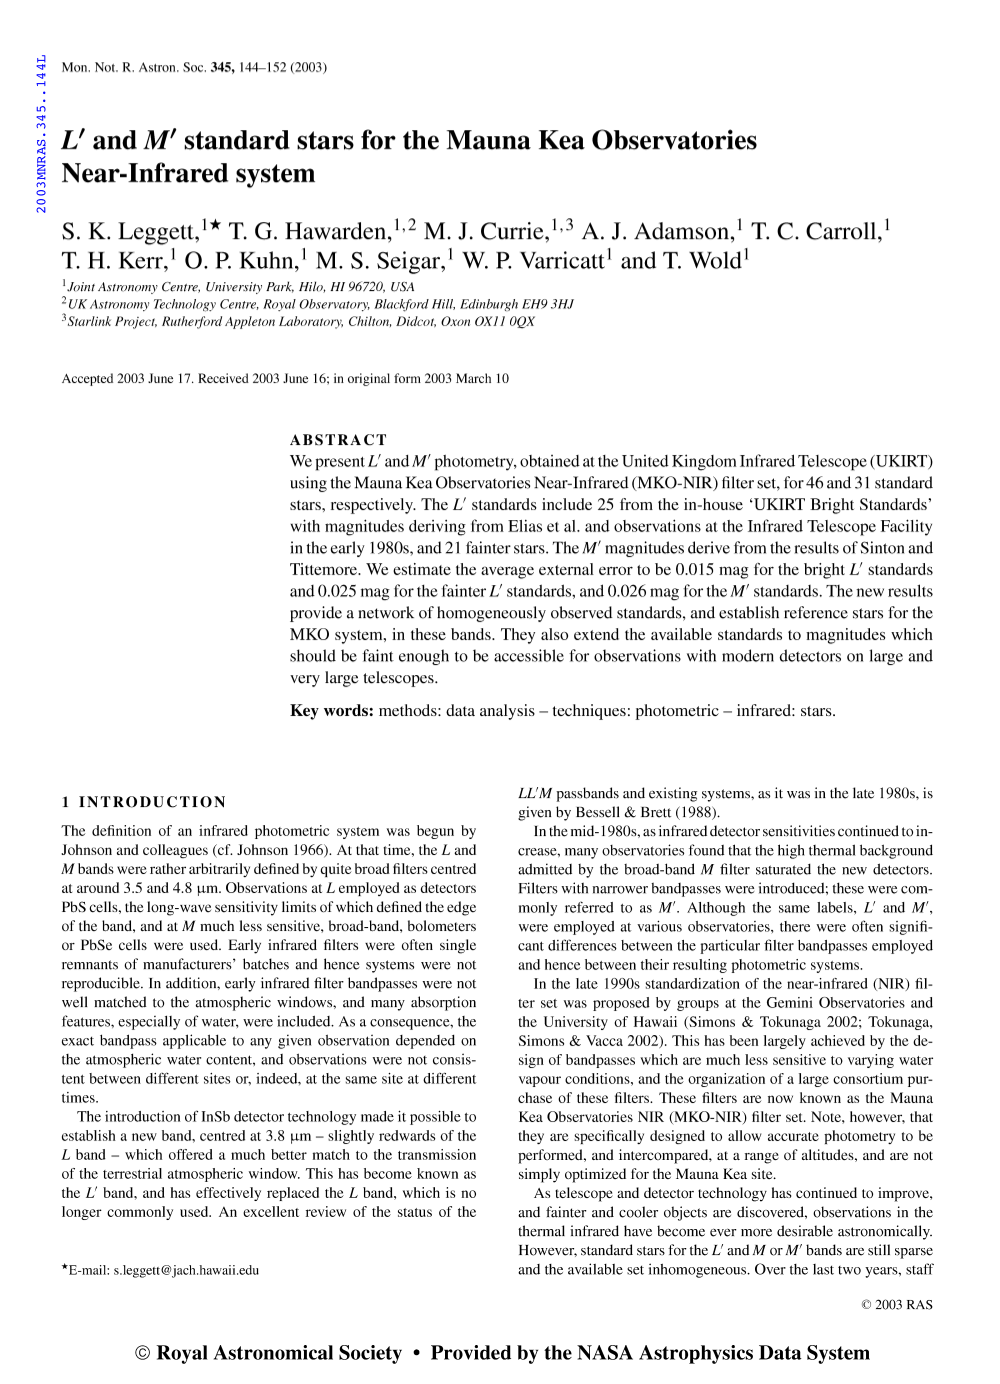 2003MNRAS.345..144L
Mon. Not. R. Astron. Soc. 345, 144–152 (2003)
L′ and M′ standard stars for the Mauna Kea Observatories
Near-Infrared system
S. K. Leggett,1★ T. G. Hawarden,1,2 M. J. Currie,1,3 A. J. Adamson,1 T. C. Carroll,1
T. H. Kerr,1 O. P. Kuhn,1 M. S. Seigar,1 W. P. Varricatt1 and T. Wold1
1Joint Astronomy Centre, University Park, Hilo, HI 96720, USA
2UK Astronomy Technology Centre, Royal Observatory, Blackford Hill, Edinburgh EH9 3HJ
3Starlink Project, Rutherford Appleton Laboratory, Chilton, Didcot, Oxon OX11 0QX
Accepted 2003 June 17. Received 2003 June 16; in original form 2003 March 10
ABSTRACT
We present L′ and M′ photometry, obtained at the United Kingdom Infrared Telescope (UKIRT)
using the Mauna Kea Observatories Near-Infrared (MKO-NIR) filter set, for 46 and 31 standard
stars, respectively. The L′ standards include 25 from the in-house ‘UKIRT Bright Standards’
with magnitudes deriving from Elias et al. and observations at the Infrared Telescope Facility
in the early 1980s, and 21 fainter stars. The M′ magnitudes derive from the results of Sinton and
Tittemore. We estimate the average external error to be 0.015 mag for the bright L′ standards
and 0.025 mag for the fainter L′ standards, and 0.026 mag for the M′ standards. The new results
provide a network of homogeneously observed standards, and establish reference stars for the
MKO system, in these bands. They also extend the available standards to magnitudes which
should be faint enough to be accessible for observations with modern detectors on large and
very large telescopes.
Key words: methods: data analysis – techniques: photometric – infrared: stars.
1 INTRODUCTION
The definition of an infrared photometric system was begun by
Johnson and colleagues (cf. Johnson 1966). At that time, the L and
M bands were rather arbitrarily defined by quite broad filters centred
at around 3.5 and 4.8 μm. Observations at L employed as detectors
PbS cells, the long-wave sensitivity limits of which defined the edge
of the band, and at M much less sensitive, broad-band, bolometers
or PbSe cells were used. Early infrared filters were often single
remnants of manufacturers’ batches and hence systems were not
reproducible. In addition, early infrared filter bandpasses were not
well matched to the atmospheric windows, and many absorption
features, especially of water, were included. As a consequence, the
exact bandpass applicable to any given observation depended on
the atmospheric water content, and observations were not consis-
tent between different sites or, indeed, at the same site at different
times.
The introduction of InSb detector technology made it possible to
establish a new band, centred at 3.8 μm – slightly redwards of the
L band – which offered a much better match to the transmission
of the terrestrial atmospheric window. This has become known as
the L′ band, and has effectively replaced the L band, which is no
longer commonly used. An excellent review of the status of the
★E-mail: s.leggett@jach.hawaii.edu
LL′M passbands and existing systems, as it was in the late 1980s, is
given by Bessell & Brett (1988).
In the mid-1980s, as infrared detector sensitivities continued to in-
crease, many observatories found that the high thermal background
admitted by the broad-band M filter saturated the new detectors.
Filters with narrower bandpasses were introduced; these were com-
monly referred to as M′. Although the same labels, L′ and M′,
were employed at various observatories, there were often signifi-
cant differences between the particular filter bandpasses employed
and hence between their resulting photometric systems.
In the late 1990s standardization of the near-infrared (NIR) fil-
ter set was proposed by groups at the Gemini Observatories and
the University of Hawaii (Simons & Tokunaga 2002; Tokunaga,
Simons & Vacca 2002). This has been largely achieved by the de-
sign of bandpasses which are much less sensitive to varying water
vapour conditions, and the organization of a large consortium pur-
chase of these filters. These filters are now known as the Mauna
Kea Observatories NIR (MKO-NIR) filter set. Note, however, that
they are specifically designed to allow accurate photometry to be
performed, and intercompared, at a range of altitudes, and are not
simply optimized for the Mauna Kea site.
As telescope and detector technology has continued to improve,
and fainter and cooler objects are discovered, observations in the
thermal infrared have become ever more desirable astronomically.
However, standard stars for the L′ and M or M′ bands are still sparse
and the available set inhomogeneous. Over the last two years, staff
© 2003 RAS
© Royal Astronomical Society • Provided by the NASA Astrophysics Data System